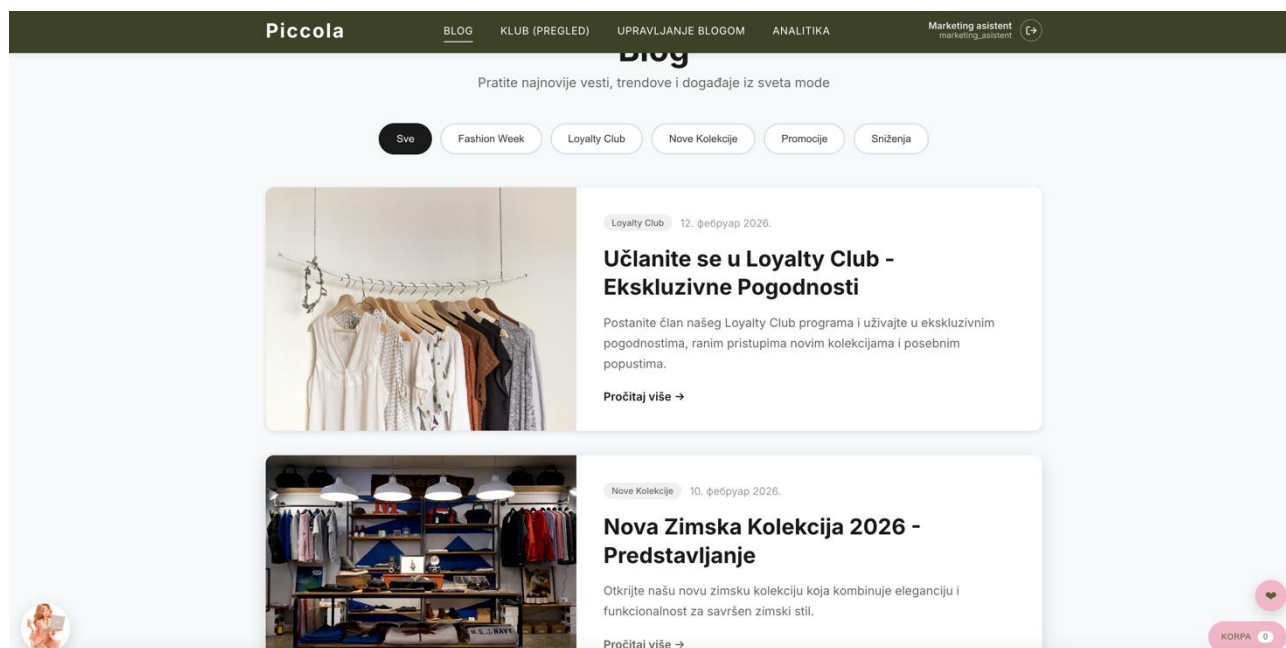 Piccola
BLOG
KLUB (PREGLED)
UPRAVLJANJE BLOGOM
ANALITIKA
Marketing asistent
marketing_asistent
Blog
Pratite najnovije vesti, trendove i događaje iz sveta mode
Sve
Fashion Week
Loyalty Club
Nove Kolekcije
Promocije
Sniženja
Loyalty Club
12. фебруар 2026.
Učlanite se u Loyalty Club -
Ekskluzivne Pogodnosti
Postanite član našeg Loyalty Club programa i uživajte u ekskluzivnim
pogodnostima, ranim pristupima novim kolekcijama i posebnim
popustima.
Pročitaj više →
Nove Kolekcije
10. фебруар 2026.
Nova Zimska Kolekcija 2026 -
Predstavljanje
Otkrijte našu novu zimsku kolekciju koja kombinuje eleganciju i
funkcionalnost za savršen zimski stil.
Pročitaj više →
U.S. NAVY
KORPA 0